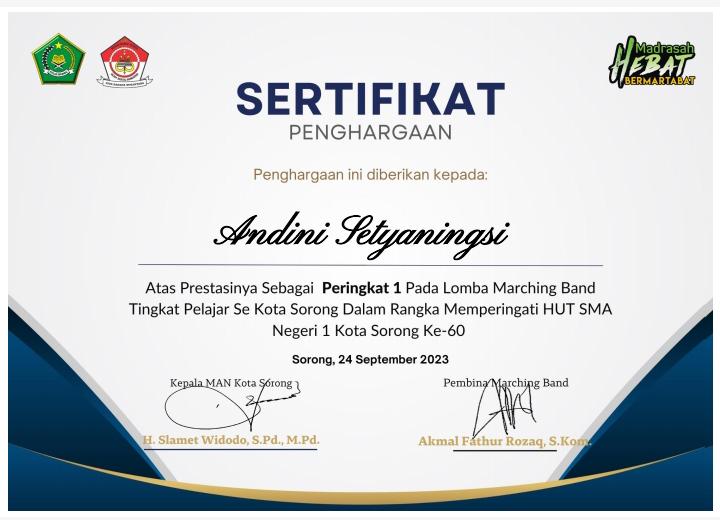 Madrasah
HEBAT
BERMARTABAT
SERTIFIKAT
PENGHARGAAN
Penghargaan ini diberikan kepada:
Andini Setyaningsi
Atas Prestasinya Sebagai Peringkat 1 Pada Lomba Marching Band
Tingkat Pelajar Se Kota Sorong Dalam Rangka Memperingati HUT SMA
Negeri 1 Kota Sorong Ke-60
Sorong, 24 September 2023
Kepala MAN Kota Sorong
Pembina Marching Band
H. Slamet Widodo, S.Pd., M.Pd.
Akmal Fathur Rozaq, S.Kom.